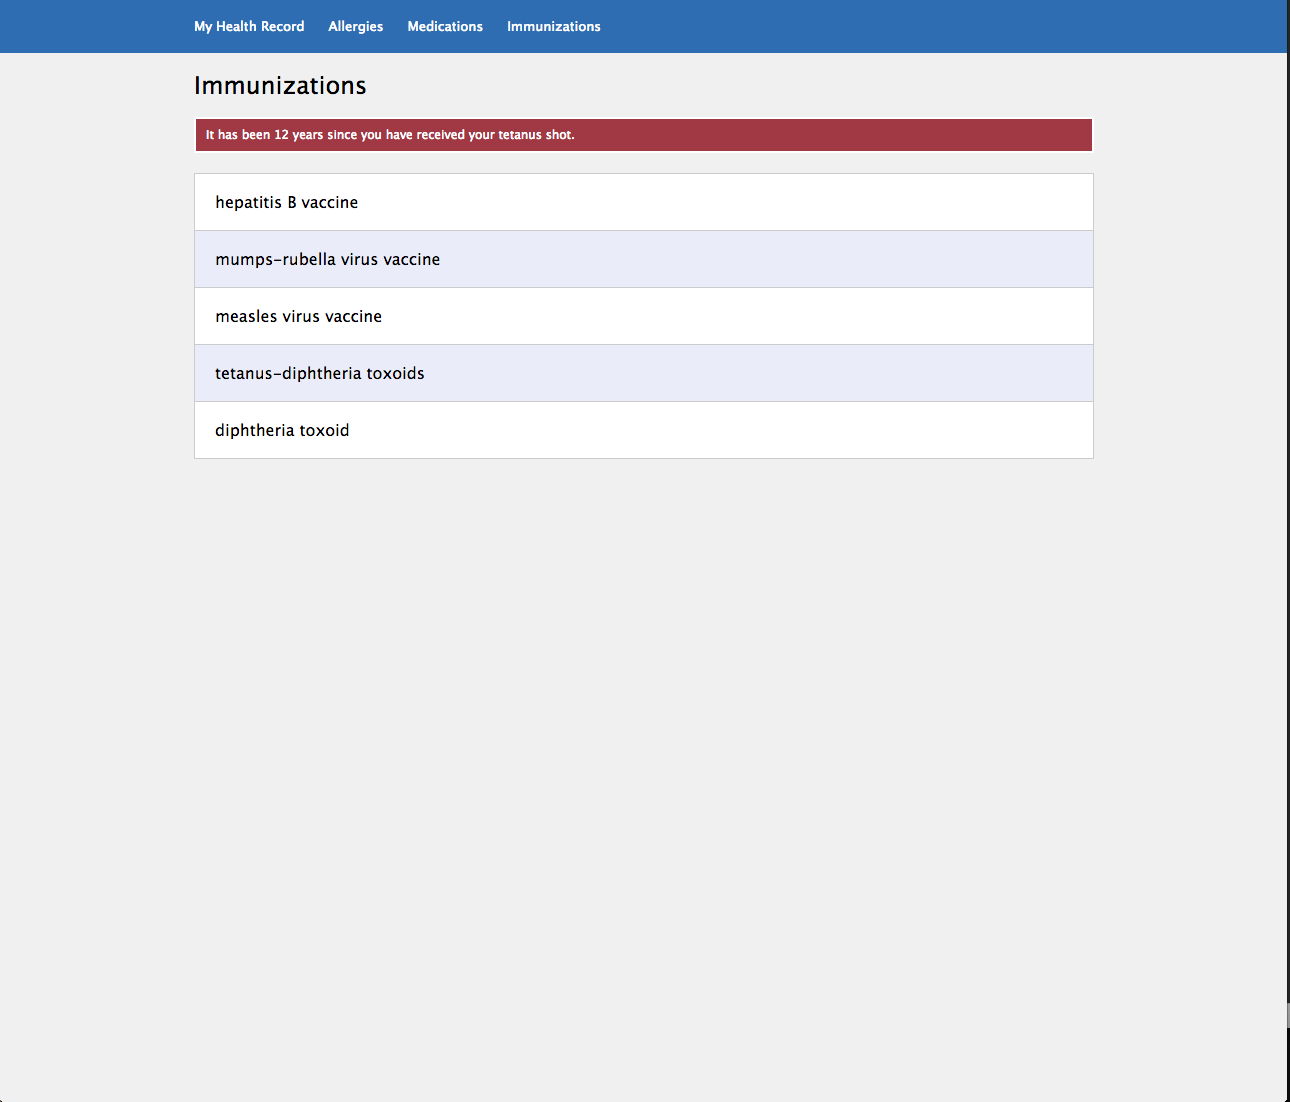 My Health Record Allergies Medications Immunizations
Immunizations
It has been 12 years since you have received your tetanus shot.
hepatitis B vaccine
mumps-rubella virus vaccine
measles virus vaccine
tetanus-diphtheria toxoids
diphtheria toxoid